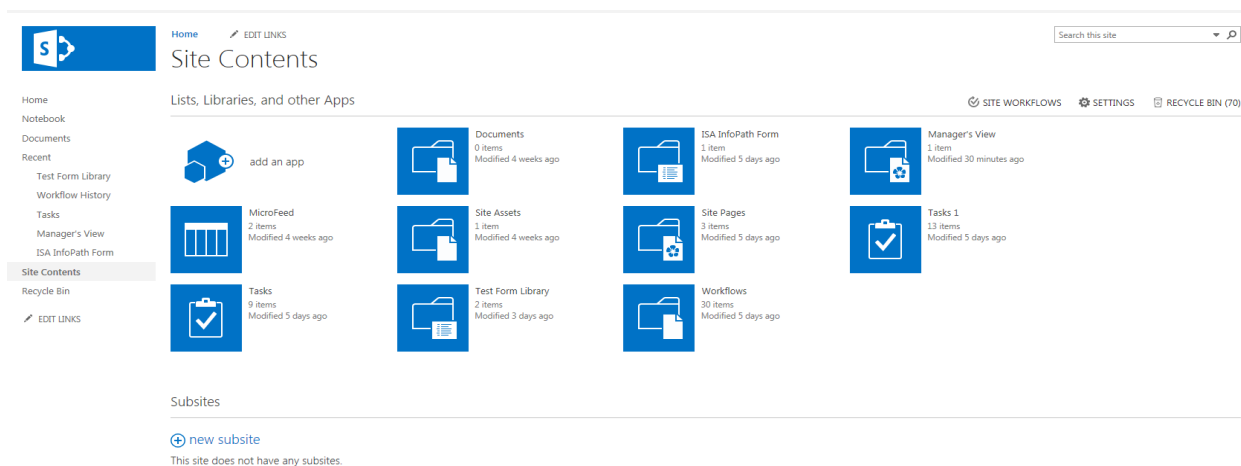 S
Home EDIT LINKS
Search this site
Site Contents
Home
Notebook
Documents
Recent
Test Form Library
Workflow History
Tasks
Manager's View
ISA InfoPath Form
Site Contents
Recycle Bin
EDIT LINKS
Lists, Libraries, and other Apps
SITE WORKFLOWS SETTINGS RECYCLE BIN (70)
add an app
Documents
0 items
Modified 4 weeks ago
ISA InfoPath Form
1 item
Modified 5 days ago
Manager's View
1 item
Modified 30 minutes ago
MicroFeed
2 items
Modified 4 weeks ago
Site Assets
1 item
Modified 4 weeks ago
Site Pages
3 items
Modified 5 days ago
Tasks 1
13 items
Modified 5 days ago
Tasks
9 items
Modified 5 days ago
Test Form Library
2 items
Modified 3 days ago
Workflows
30 items
Modified 5 days ago
Subsites
new subsite
This site does not have any subsites.